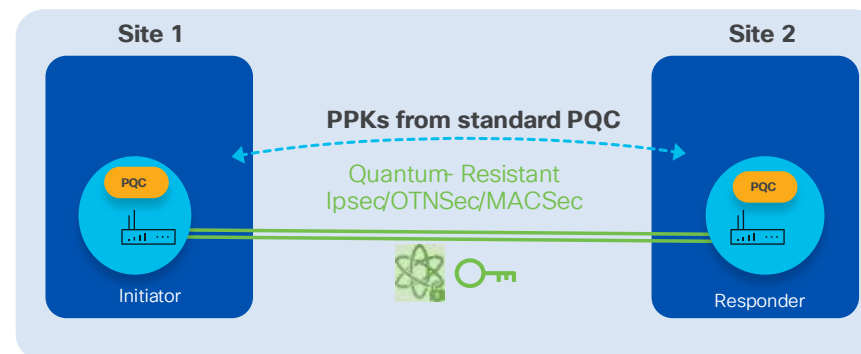 Site 1
Site 2
PPKs from standard PQC
PQC
PQC
Quantum- Resistant
Ipsec/OTNSec/MACSec
Initiator
Responder